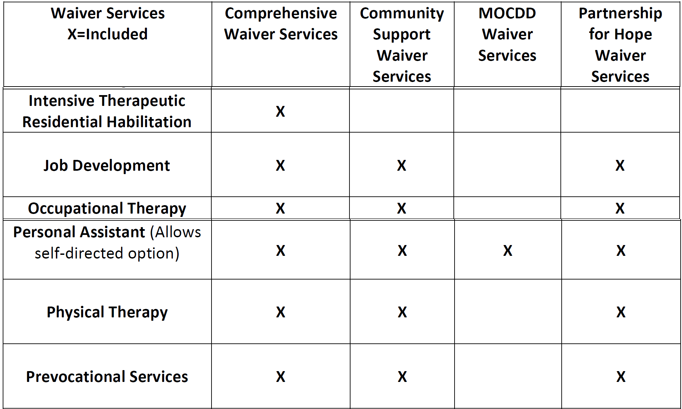 Waiver Services
X=Included
Comprehensive
Waiver Services
Community
Support
Waiver
Services
MOCDD
Waiver
Services
Partnership
for Hope
Waiver
Services
Intensive Therapeutic
Residential Habilitation
X
Job Development
X
X
X
Occupational Therapy
X
X
X
Personal Assistant (Allows
self-directed option)
X
X
X
X
Physical Therapy
X
X
X
Prevocational Services
X
X
X